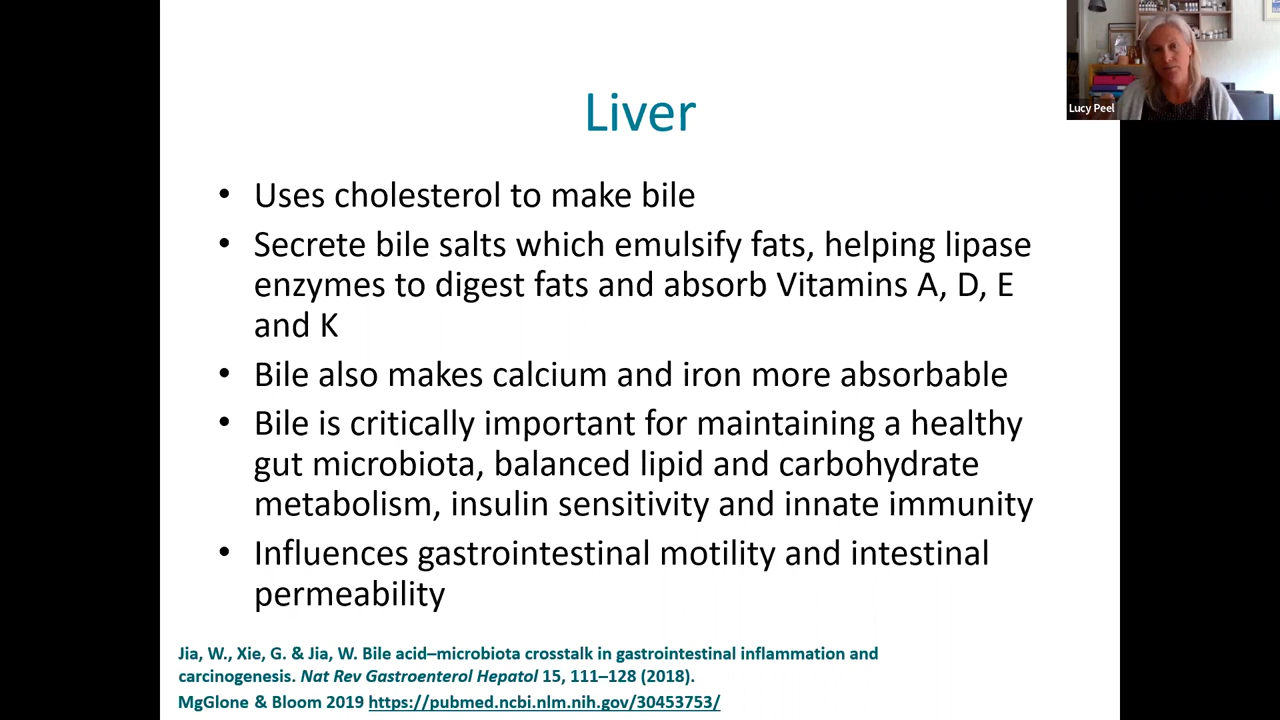 Liver
• Uses cholesterol to make bile
• Secrete bile salts which emulsify fats, helping lipase
enzymes to digest fats and absorb Vitamins A, D, E
and K
• Bile also makes calcium and iron more absorbable
• Bile is critically important for maintaining a healthy
gut microbiota, balanced lipid and carbohydrate
metabolism, insulin sensitivity and innate immunity
• Influences gastrointestinal motility and intestinal
permeability
Jia, W., Xie, G. & Jia, W. Bile acid–microbiota crosstalk in gastrointestinal inflammation and
carcinogenesis. Nat Rev Gastroenterol Hepatol 15, 111–128 (2018).
MgGlone & Bloom 2019 https://pubmed.ncbi.nlm.nih.gov/30453753/
Lucy Peel